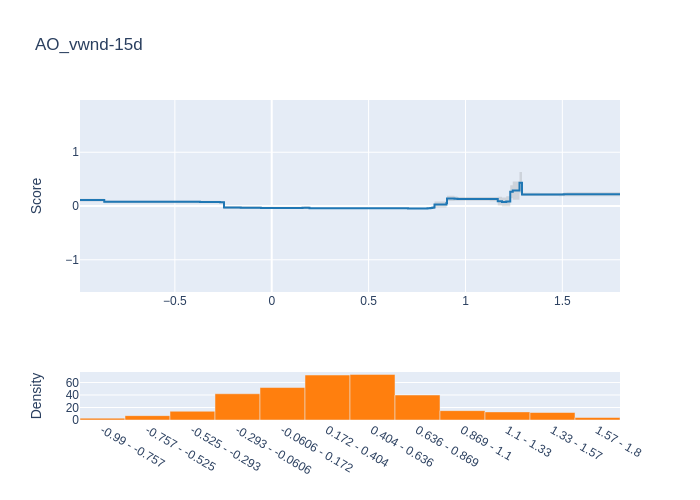 AO_vwnd-15d
Score
1
0
−1
−0.5
0
0.5
1
1.5
Density
60
40
20
0
-0.99 - -0.757
-0.757 - -0.525
-0.525 - -0.293
-0.293 - -0.0606
-0.0606 - 0.172
0.172 - 0.404
0.404 - 0.636
0.636 - 0.869
0.869 - 1.1
1.1 - 1.33
1.33 - 1.57
1.57 - 1.8